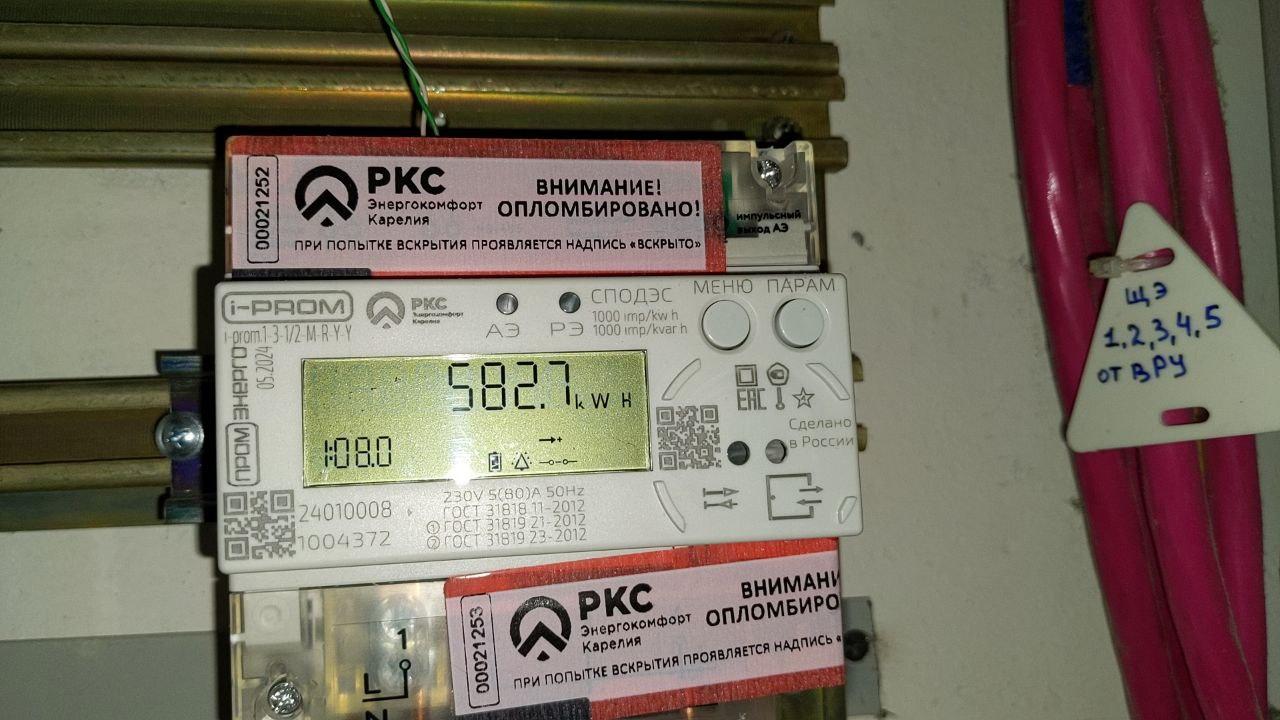 00021252
РКС
Энергокомфорт
Карелия
ВНИМАНИЕ!
ОПЛОМБИРОВАНО!
ПРИ ПОПЫТКЕ ВСКРЫТИЯ ПРОЯВЛЯЕТСЯ НАДПИСЬ «ВСКРЫТО»
импульсный
выход АЭ
i-PROM
i-prom.1-3-1/2-M-R-Y-Y
РКС
Энергокомфорт
Карелия
АЭ
РЭ
СПОДЭС
1000 imp/kw h
1000 imp/kvar h
МЕНЮ ПАРАМ
ПРОМЭНЕРГО
05.2024
582.7 kWH
1:08.0
EAC
Сделано
в России
24010008
1004372
230V 5(80)A 50Hz
ГОСТ 31818.11-2012
① ГОСТ 31819 21-2012
② ГОСТ 31819 23-2012
00021253
РКС
Энергокомфорт
Карелия
ВНИМАНИ
ОПЛОМБИРО
ПРИ ПОПЫТКЕ ВСКРЫТИЯ ПРОЯВЛЯЕТСЯ НАДПИСЬ «
1
L
ЩЭ
1,2,3,4,5
от ВРУ